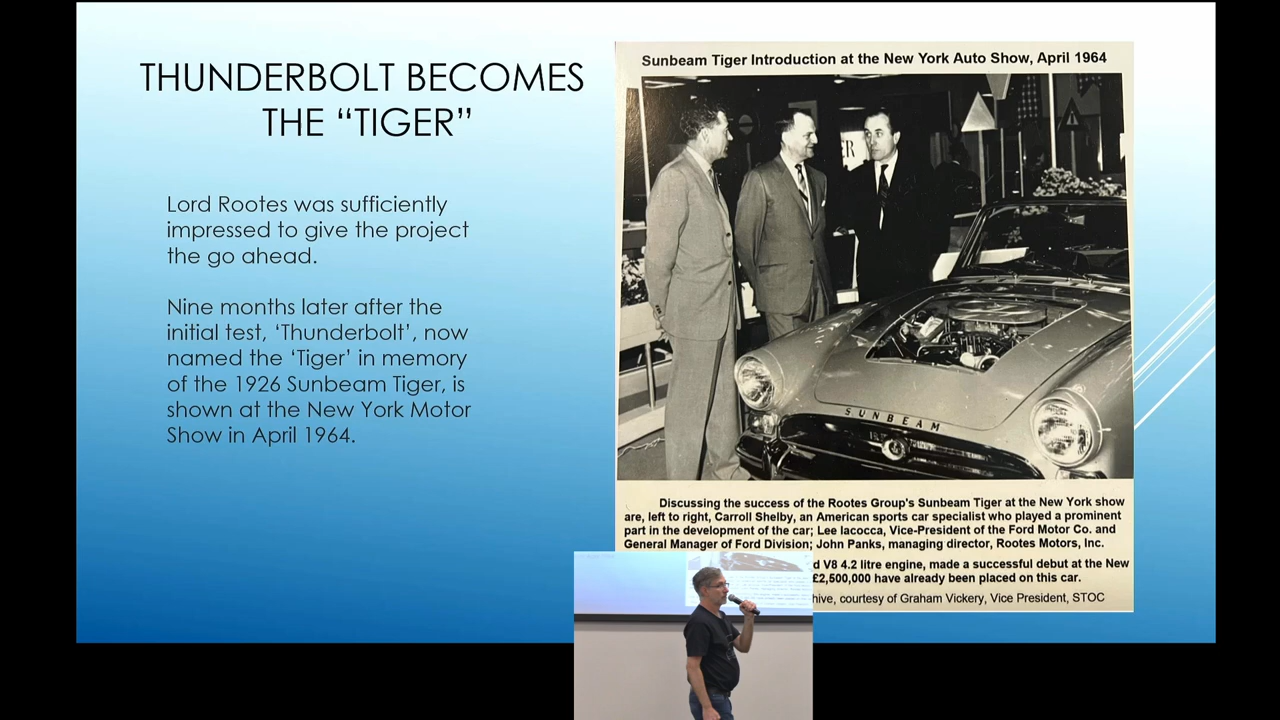 THUNDERBOLT BECOMES
THE “TIGER”
Lord Rootes was sufficiently
impressed to give the project
the go ahead.
Nine months later after the
initial test, ‘Thunderbolt’, now
named the ‘Tiger’ in memory
of the 1926 Sunbeam Tiger, is
shown at the New York Motor
Show in April 1964.
Sunbeam Tiger Introduction at the New York Auto Show, April 1964
ER
SUNBEAM
Discussing the success of the Rootes Group's Sunbeam Tiger at the New York show
are, left to right, Carroll Shelby, an American sports car specialist who played a prominent
part in the development of the car; Lee Iacocca, Vice-President of the Ford Motor Co. and
General Manager of Ford Division; John Panks, managing director, Rootes Motors, Inc.
V8 4.2 litre engine, made a successful debut at the New
£2,500,000 have already been placed on this car.
courtesy of Graham Vickery, Vice President, STOC